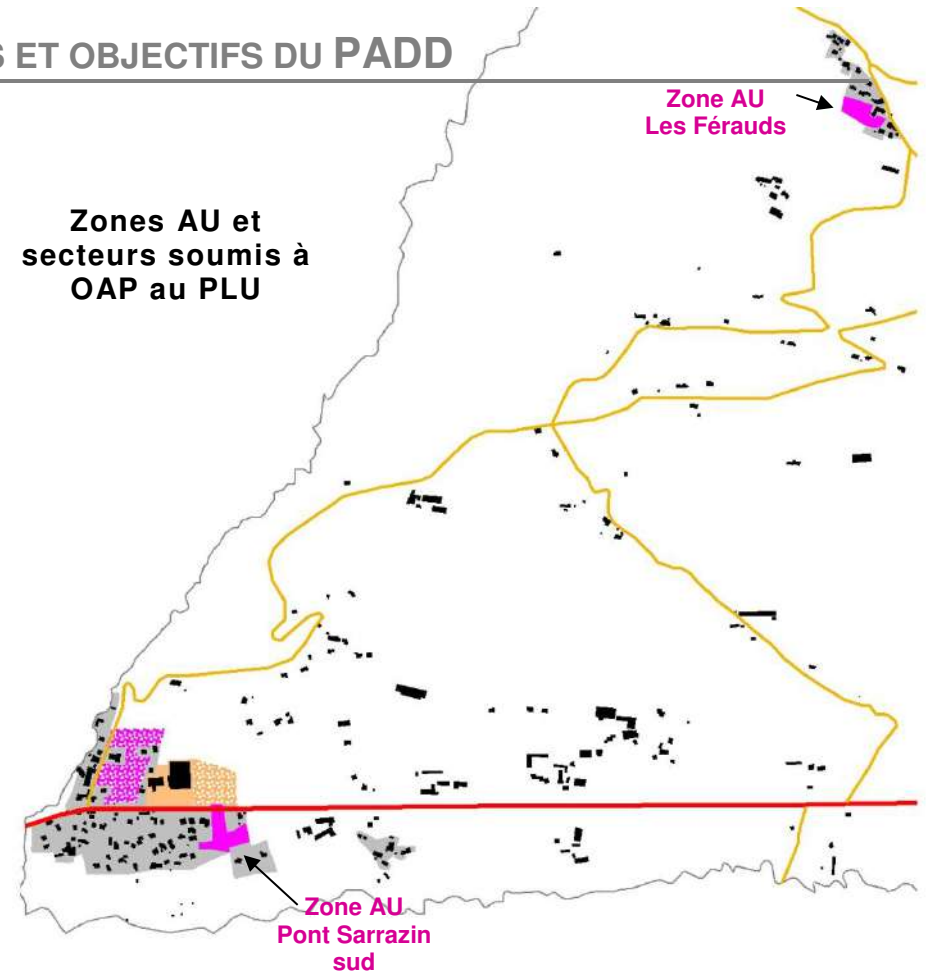 S ET OBJECTIFS DU PADD
Zone AU
Les Férauds
Zones AU et
secteurs soumis à
OAP au PLU
Zone AU
Pont Sarrazin
sud